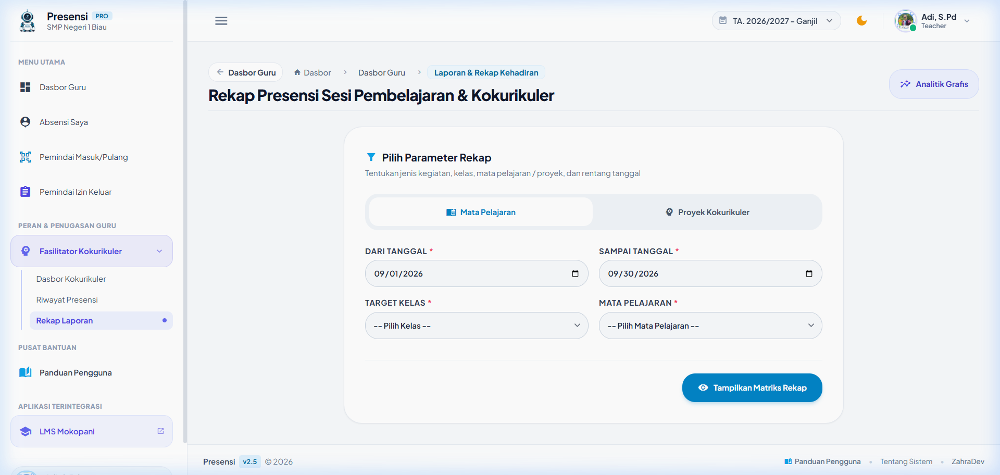 Presensi PRO
SMP Negeri 1 Biau
MENU UTAMA
Dasbor Guru
Absensi Saya
Pemindai Masuk/Pulang
Pemindai Izin Keluar
PERAN & PENUGASAN GURU
Fasilitator Kokurikuler
Dasbor Kokurikuler
Riwayat Presensi
Rekap Laporan
PUSAT BANTUAN
Panduan Pengguna
APLIKASI TERINTEGRASI
LMS Mokopani
TA. 2026/2027 - Ganjil
Adi, S.Pd
Teacher
Dasbor Guru
Dasbor
Dasbor Guru
Laporan & Rekap Kehadiran
Rekap Presensi Sesi Pembelajaran & Kokurikuler
Analitik Grafis
Pilih Parameter Rekap
Tentukan jenis kegiatan, kelas, mata pelajaran / proyek, dan rentang tanggal
Mata Pelajaran
Proyek Kokurikuler
DARI TANGGAL *
SAMPAI TANGGAL *
09/01/2026
09/30/2026
TARGET KELAS *
MATA PELAJARAN *
-- Pilih Kelas --
-- Pilih Mata Pelajaran --
Tampilkan Matriks Rekap
Presensi v2.5 © 2026
Panduan Pengguna • Tentang Sistem • ZahraDev